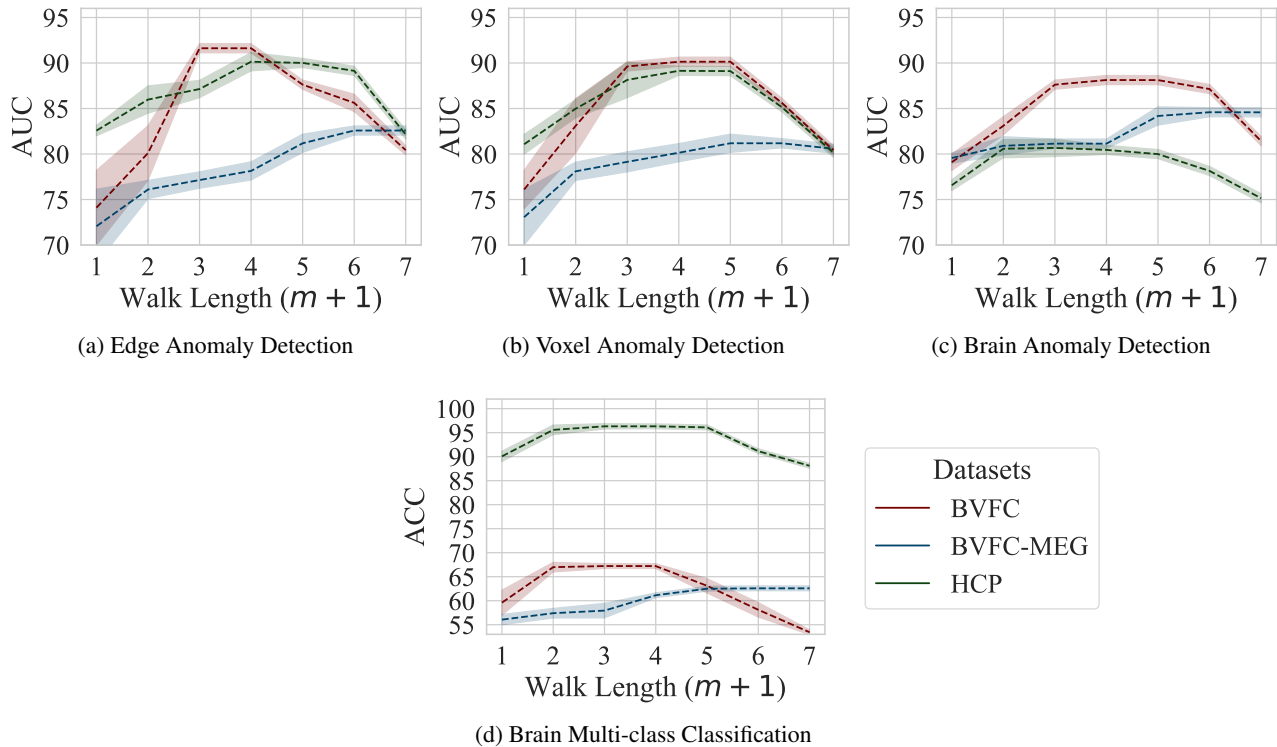 AUC
95
90
85
80
75
70
1 2 3 4 5 6 7
Walk Length (m + 1)
(a) Edge Anomaly Detection
AUC
95
90
85
80
75
70
1 2 3 4 5 6 7
Walk Length (m + 1)
(b) Voxel Anomaly Detection
AUC
95
90
85
80
75
70
1 2 3 4 5 6 7
Walk Length (m + 1)
(c) Brain Anomaly Detection
ACC
100
95
90
85
80
75
70
65
60
55
1 2 3 4 5 6 7
Walk Length (m + 1)
(d) Brain Multi-class Classification
Datasets
BVFC
BVFC-MEG
HCP